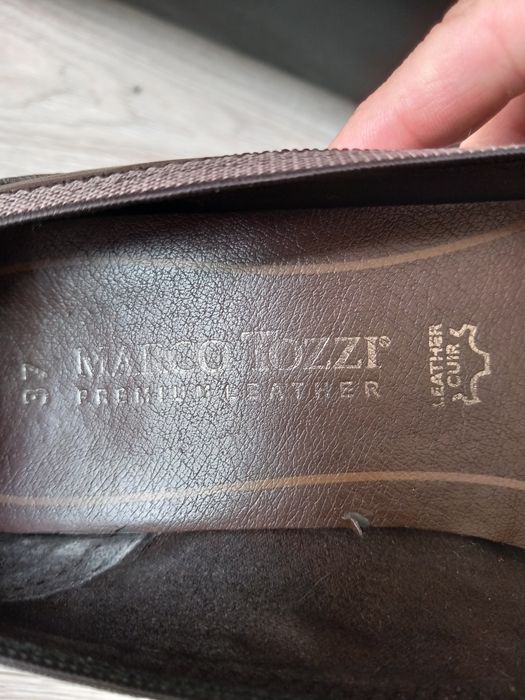 37
MARCO TOZZI®
PREMIUM LEATHER
LEATHER
CUIR